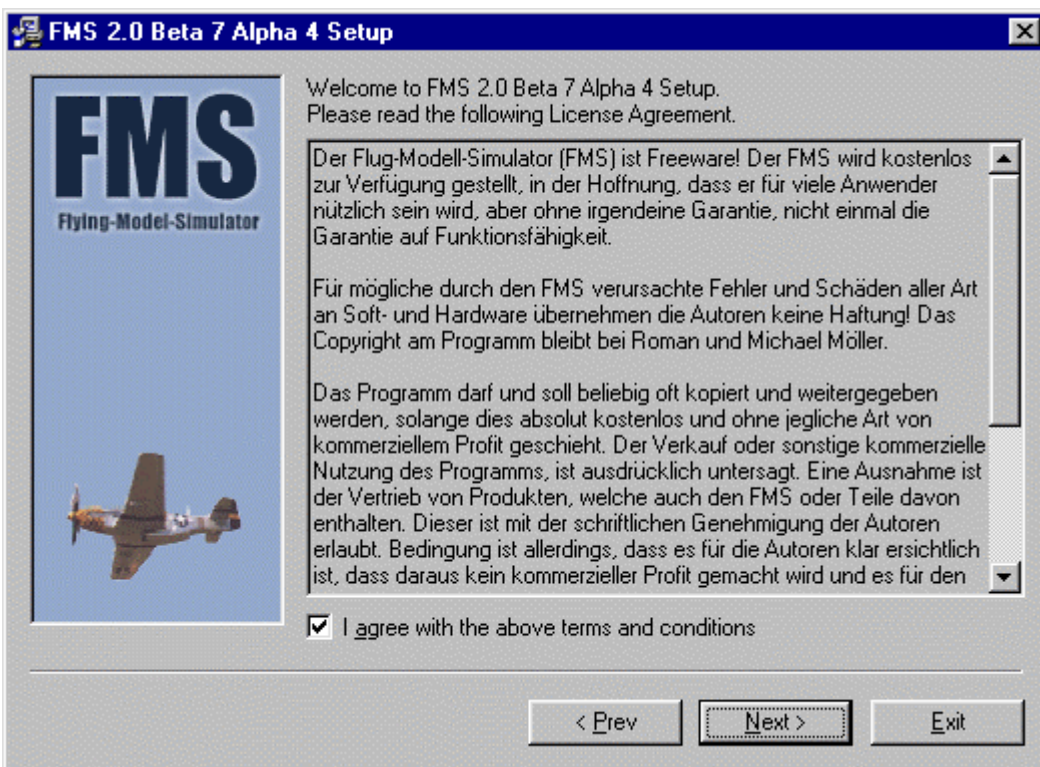 FMS 2.0 Beta 7 Alpha 4 Setup
FMS
Flying-Model-Simulator
Welcome to FMS 2.0 Beta 7 Alpha 4 Setup.
Please read the following License Agreement.
Der Flug-Modell-Simulator (FMS) ist Freeware! Der FMS wird kostenlos
zur Verfügung gestellt, in der Hoffnung, dass er für viele Anwender
nützlich sein wird, aber ohne irgendeine Garantie, nicht einmal die
Garantie auf Funktionsfähigkeit.
Für mögliche durch den FMS verursachte Fehler und Schäden aller Art
an Soft- und Hardware übernehmen die Autoren keine Haftung! Das
Copyright am Programm bleibt bei Roman und Michael Möller.
Das Programm darf und soll beliebig oft kopiert und weitergegeben
werden, solange dies absolut kostenlos und ohne jegliche Art von
kommerziellem Profit geschieht. Der Verkauf oder sonstige kommerzielle
Nutzung des Programms, ist ausdrücklich untersagt. Eine Ausnahme ist
der Vertrieb von Produkten, welche auch den FMS oder Teile davon
enthalten. Dieser ist mit der schriftlichen Genehmigung der Autoren
erlaubt. Bedingung ist allerdings, dass es für die Autoren klar ersichtlich
ist, dass daraus kein kommerzieller Profit gemacht wird und es für den
I agree with the above terms and conditions
< Prev
Next >
Exit